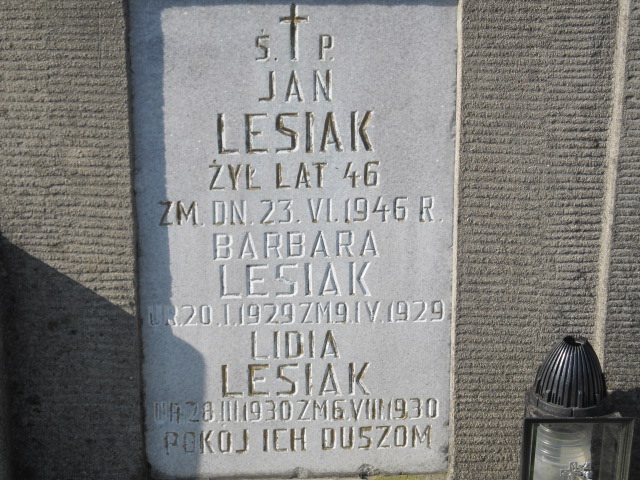 Ś. P.
JAN
LESIAK
ŻYŁ LAT 46
ZM. DN. 23. VI. 1946 R.
BARBARA
LESIAK
UR.20.I.1929 ZM.9.IV.1929
LIDIA
LESIAK
UR.28.III.1930 ZM.6.VIII.1930
POKÓJ ICH DUSZOM